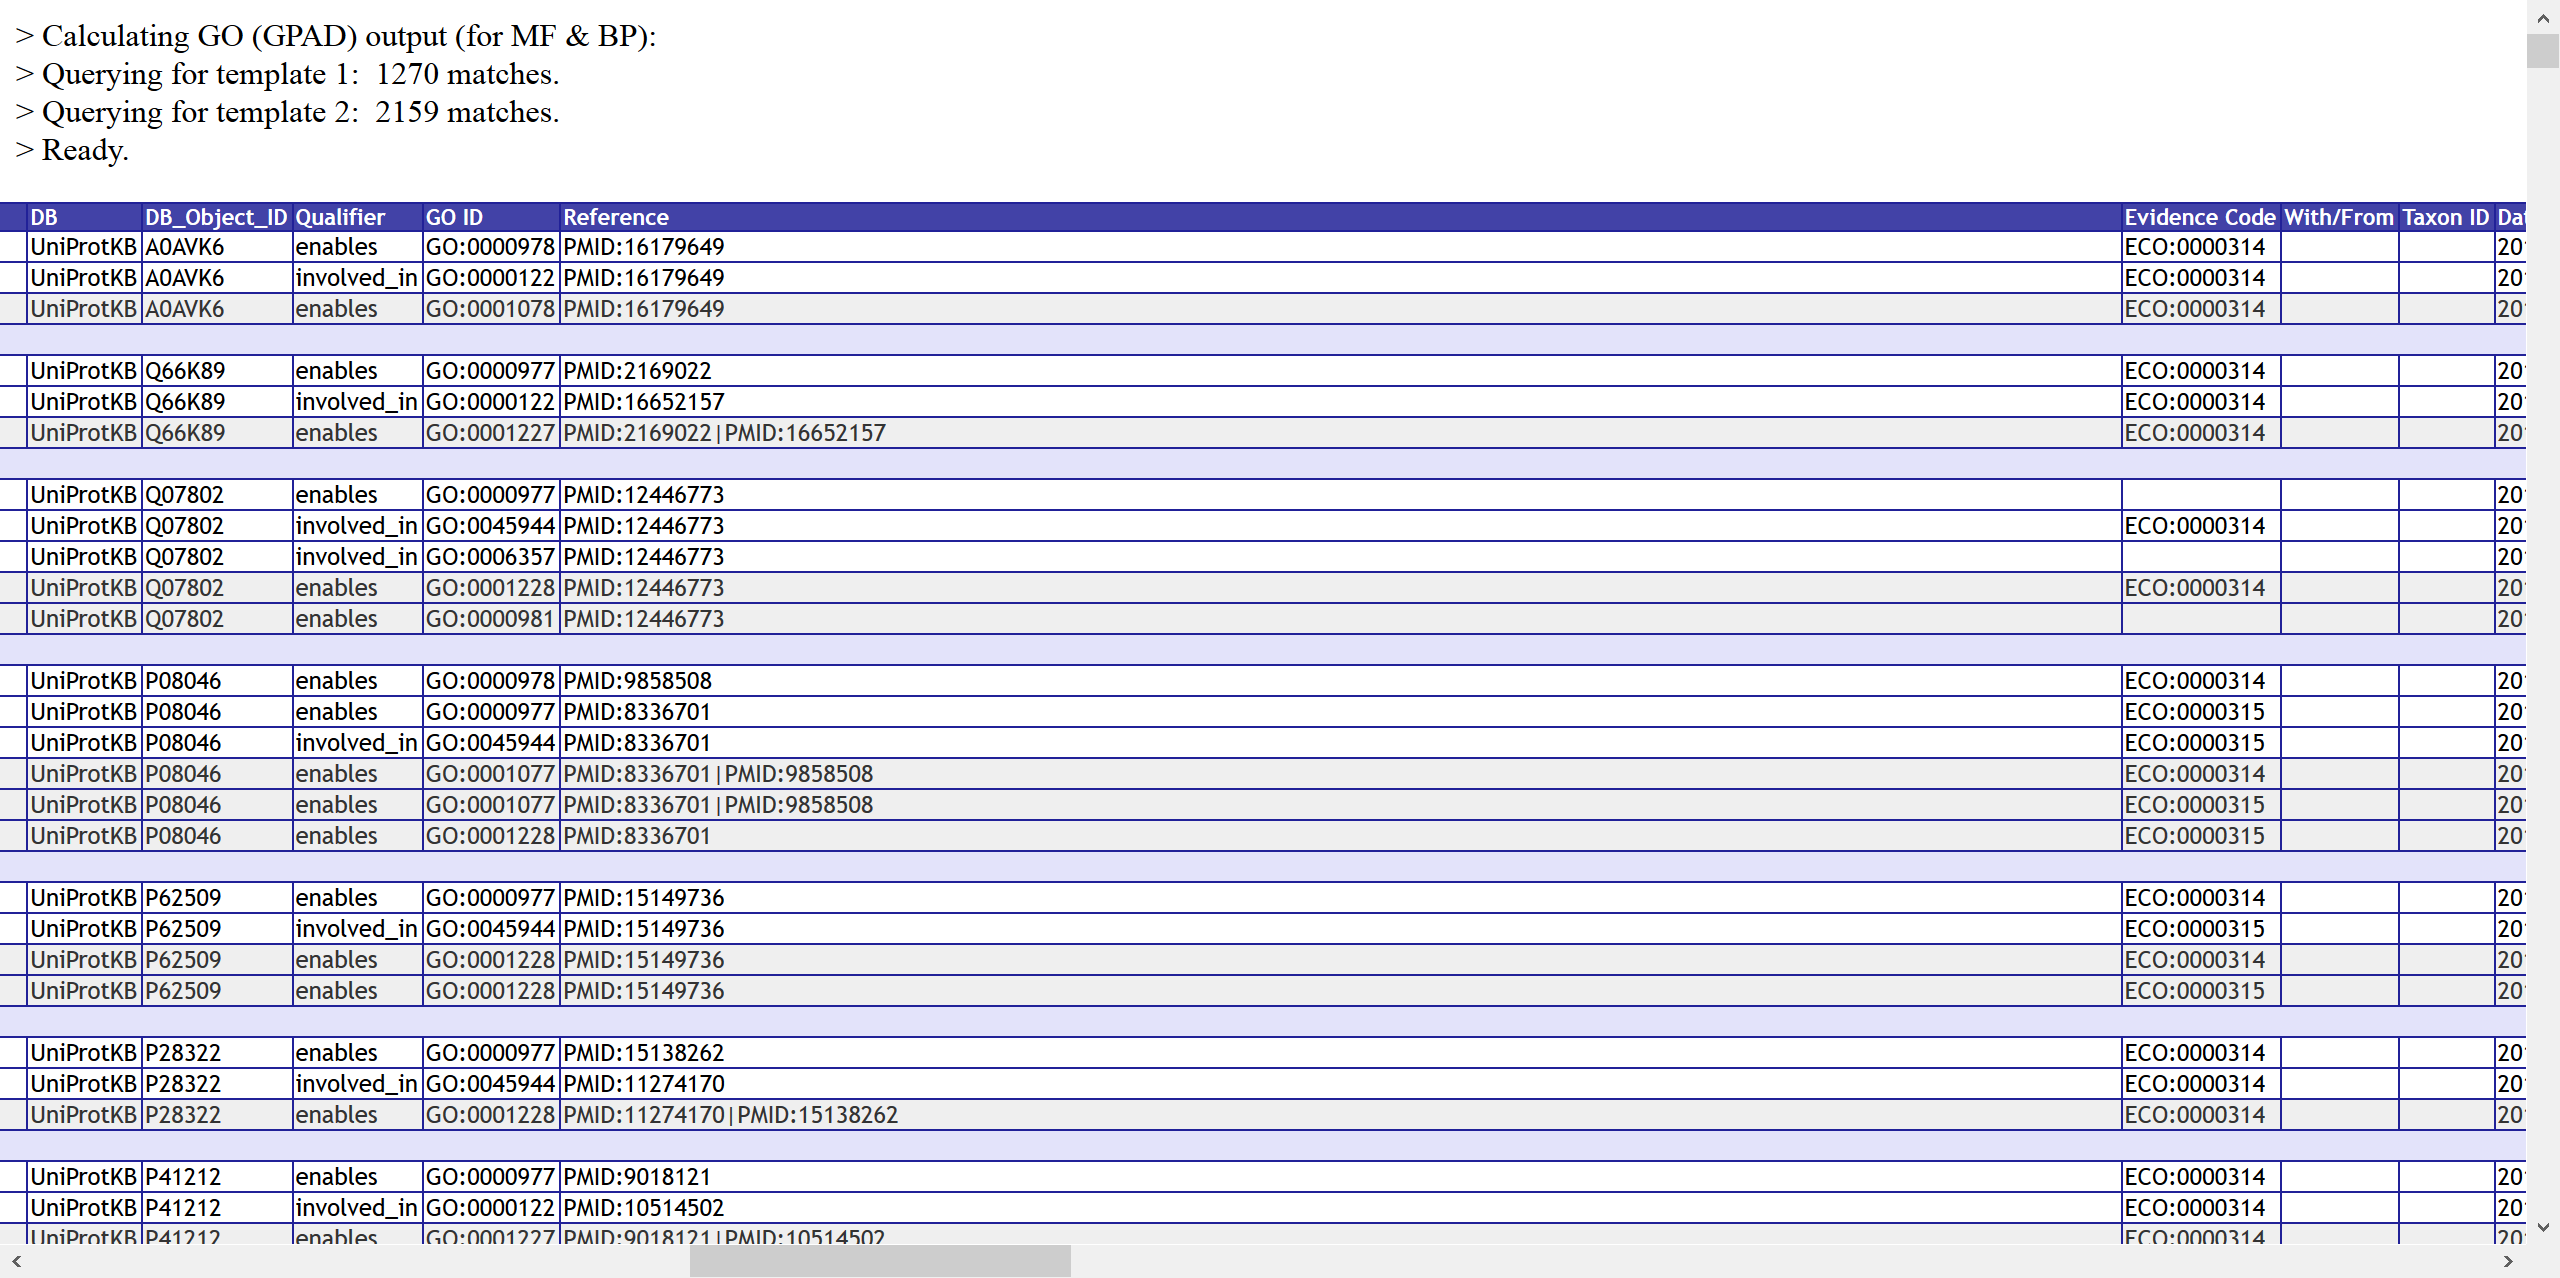 > Calculating GO (GPAD) output (for MF & BP):
> Querying for template 1:  1270 matches.
> Querying for template 2:  2159 matches.
> Ready.
DB DB_Object_ID Qualifier GO ID Reference Evidence Code With/From Taxon ID Dat
UniProtKB A0AVK6 enables GO:0000978 PMID:16179649 ECO:0000314 20
UniProtKB A0AVK6 involved_in GO:0000122 PMID:16179649 ECO:0000314 20
UniProtKB A0AVK6 enables GO:0001078 PMID:16179649 ECO:0000314 20
UniProtKB Q66K89 enables GO:0000977 PMID:2169022 ECO:0000314 20
UniProtKB Q66K89 involved_in GO:0000122 PMID:16652157 ECO:0000314 20
UniProtKB Q66K89 enables GO:0001227 PMID:2169022|PMID:16652157 ECO:0000314 20
UniProtKB Q07802 enables GO:0000977 PMID:12446773 20
UniProtKB Q07802 involved_in GO:0045944 PMID:12446773 ECO:0000314 20
UniProtKB Q07802 involved_in GO:0006357 PMID:12446773 20
UniProtKB Q07802 enables GO:0001228 PMID:12446773 ECO:0000314 20
UniProtKB Q07802 enables GO:0000981 PMID:12446773 20
UniProtKB P08046 enables GO:0000978 PMID:9858508 ECO:0000314 20
UniProtKB P08046 enables GO:0000977 PMID:8336701 ECO:0000315 20
UniProtKB P08046 involved_in GO:0045944 PMID:8336701 ECO:0000315 20
UniProtKB P08046 enables GO:0001077 PMID:8336701|PMID:9858508 ECO:0000314 20
UniProtKB P08046 enables GO:0001077 PMID:8336701|PMID:9858508 ECO:0000315 20
UniProtKB P08046 enables GO:0001228 PMID:8336701 ECO:0000315 20
UniProtKB P62509 enables GO:0000977 PMID:15149736 ECO:0000314 20
UniProtKB P62509 involved_in GO:0045944 PMID:15149736 ECO:0000315 20
UniProtKB P62509 enables GO:0001228 PMID:15149736 ECO:0000314 20
UniProtKB P62509 enables GO:0001228 PMID:15149736 ECO:0000315 20
UniProtKB P28322 enables GO:0000977 PMID:15138262 ECO:0000314 20
UniProtKB P28322 involved_in GO:0045944 PMID:11274170 ECO:0000314 20
UniProtKB P28322 enables GO:0001228 PMID:11274170|PMID:15138262 ECO:0000314 20
UniProtKB P41212 enables GO:0000977 PMID:9018121 ECO:0000314 20
UniProtKB P41212 involved_in GO:0000122 PMID:10514502 ECO:0000314 20
UniProtKB P41212 enables GO:0001227 PMID:9018121|PMID:10514502 ECO:0000314 20